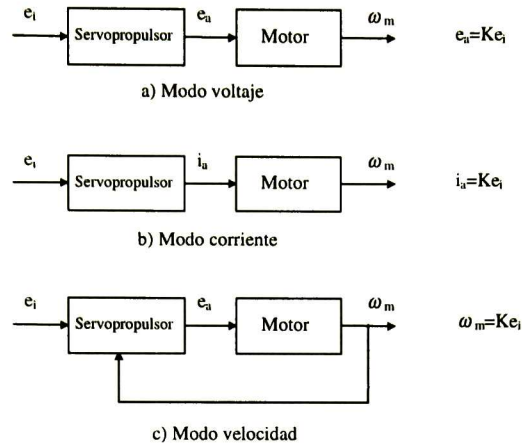 eᵢ eₐ ωₘ
Servopropulsor Motor eₐ=Keᵢ
a) Modo voltaje
eᵢ iₐ ωₘ
Servopropulsor Motor iₐ=Keᵢ
b) Modo corriente
eᵢ eₐ ωₘ
Servopropulsor Motor ωₘ=Keᵢ
c) Modo velocidad